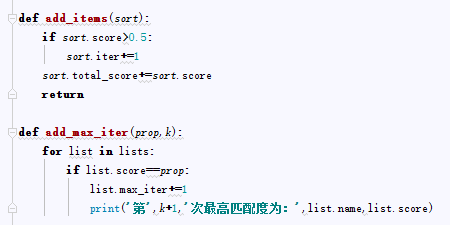 def add_items(sort):
    if sort.score>0.5:
        sort.iter+=1
    sort.total_score+=sort.score
    return
def add_max_iter(prop,k):
    for list in lists:
        if list.score==prop:
            list.max_iter+=1
            print('第',k+1,'次最高匹配度为：',list.name,list.score)